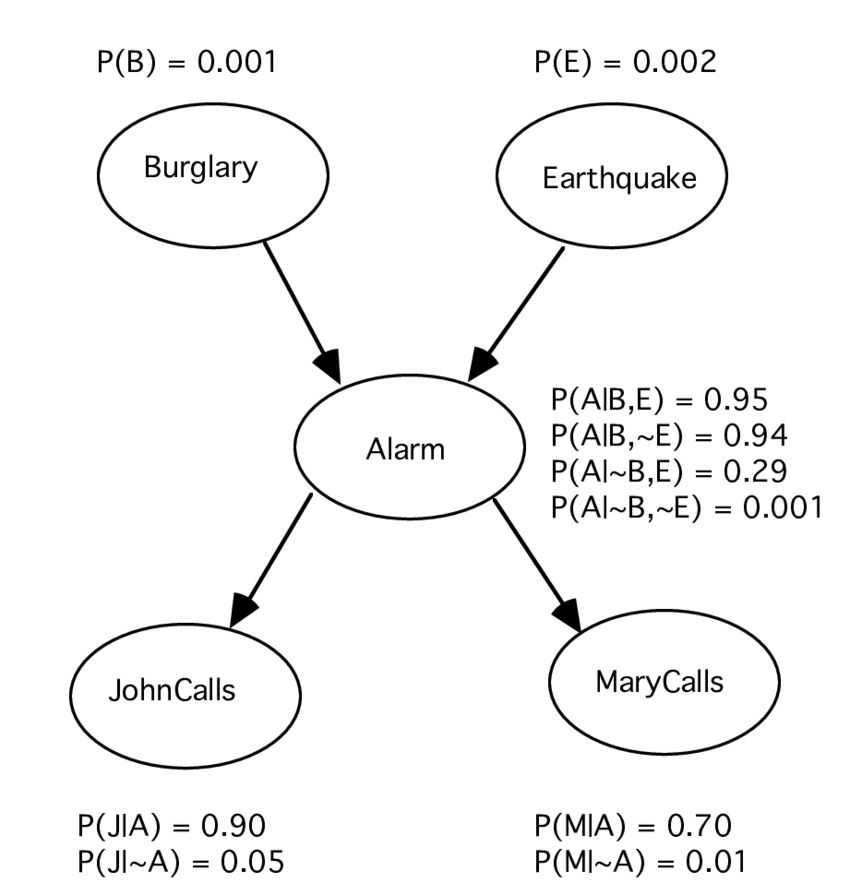 P(B) = 0.001
P(E) = 0.002
Burglary
Earthquake
Alarm
P(A|B,E) = 0.95
P(A|B,~E) = 0.94
P(A|~B,E) = 0.29
P(A|~B,~E) = 0.001
JohnCalls
MaryCalls
P(J|A) = 0.90
P(J|~A) = 0.05
P(M|A) = 0.70
P(M|~A) = 0.01